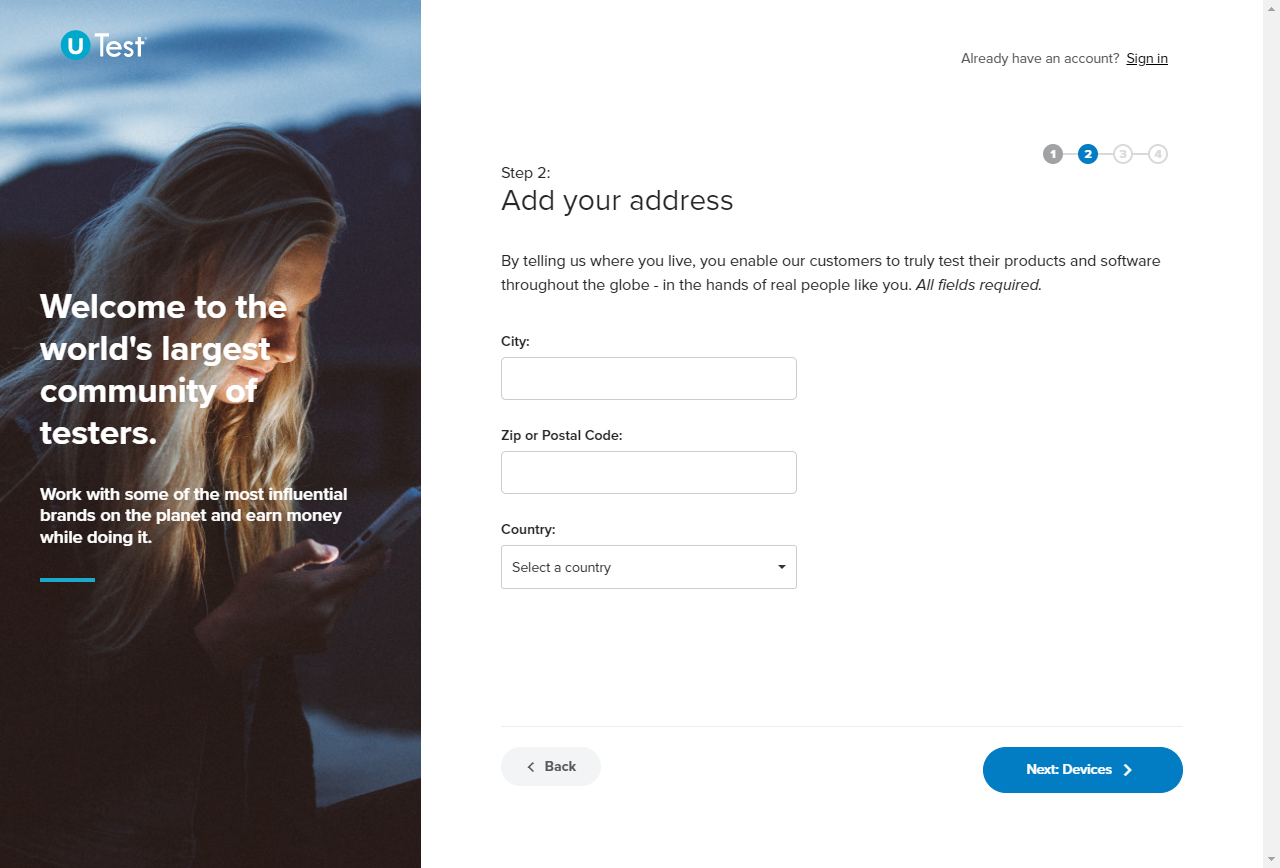 U Test
Already have an account? Sign in
1 2 3 4
Step 2:
Add your address
By telling us where you live, you enable our customers to truly test their products and software
throughout the globe - in the hands of real people like you. All fields required.
Welcome to the
world's largest
community of
testers.
Work with some of the most influential
brands on the planet and earn money
while doing it.
City:
Zip or Postal Code:
Country:
Select a country
Back
Next: Devices